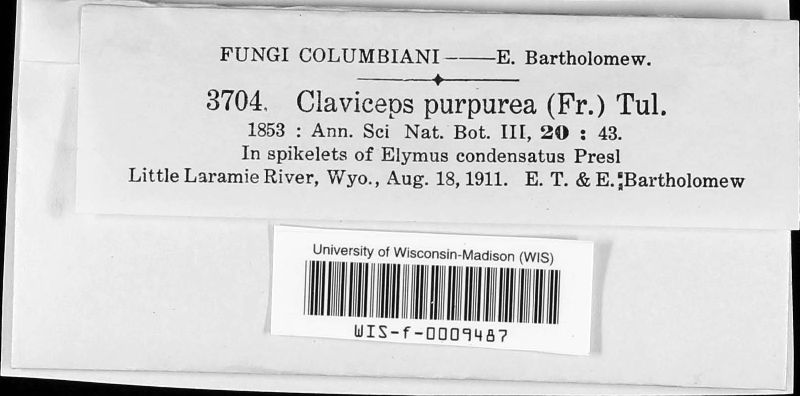 FUNGI COLUMBIANI——E. Bartholomew.
3704. Claviceps purpurea (Fr.) Tul.
1853 : Ann. Sci Nat. Bot. III, 20 : 43.
In spikelets of Elymus condensatus Presl
Little Laramie River, Wyo., Aug. 18, 1911. E. T. & E. Bartholomew
University of Wisconsin-Madison (WIS)
WIS-f-0009487